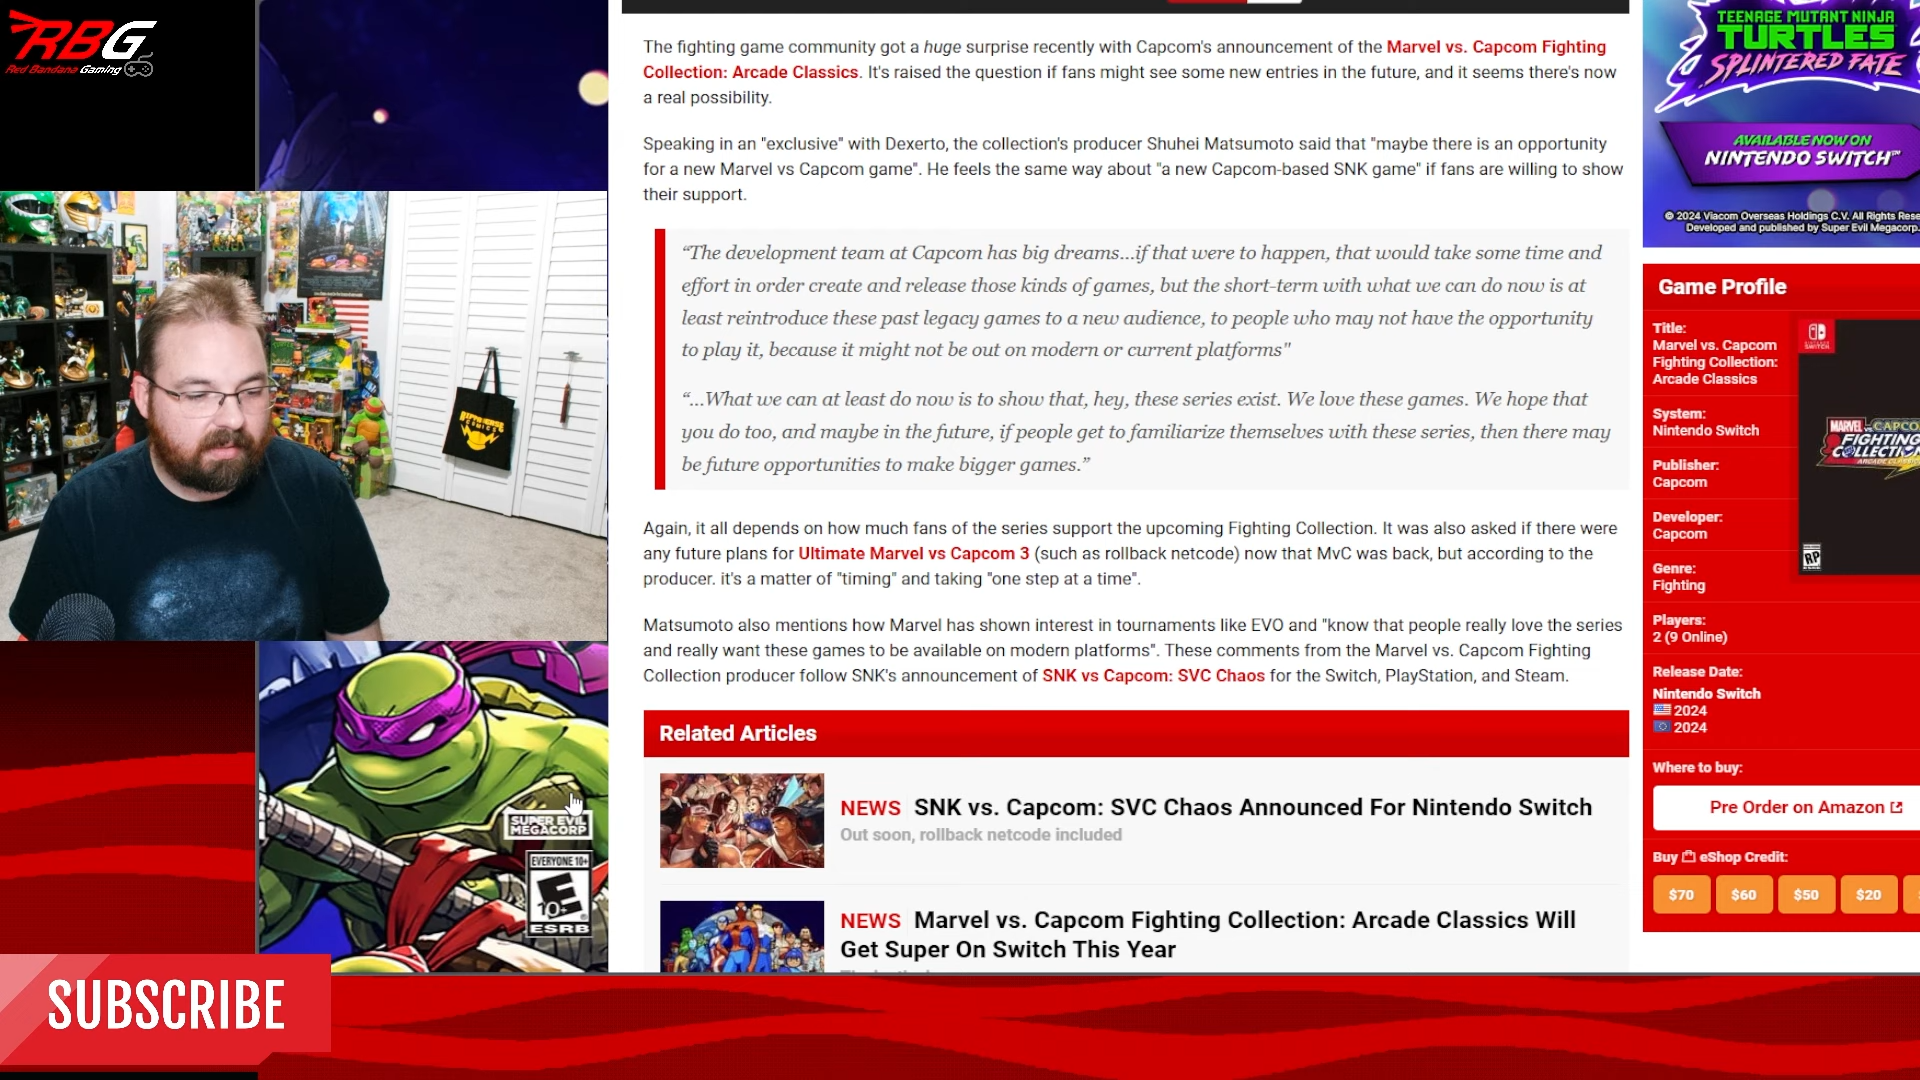 RBG
Red Bandana Gaming
The fighting game community got a huge surprise recently with Capcom's announcement of the Marvel vs. Capcom Fighting
Collection: Arcade Classics. It's raised the question if fans might see some new entries in the future, and it seems there's now
a real possibility.
Speaking in an "exclusive" with Dexerto, the collection's producer Shuhei Matsumoto said that "maybe there is an opportunity
for a new Marvel vs Capcom game". He feels the same way about "a new Capcom-based SNK game" if fans are willing to show
their support.
“The development team at Capcom has big dreams...if that were to happen, that would take some time and
effort in order create and release those kinds of games, but the short-term with what we can do now is at
least reintroduce these past legacy games to a new audience, to people who may not have the opportunity
to play it, because it might not be out on modern or current platforms"
“...What we can at least do now is to show that, hey, these series exist. We love these games. We hope that
you do too, and maybe in the future, if people get to familiarize themselves with these series, then there may
be future opportunities to make bigger games.”
Again, it all depends on how much fans of the series support the upcoming Fighting Collection. It was also asked if there were
any future plans for Ultimate Marvel vs Capcom 3 (such as rollback netcode) now that MvC was back, but according to the
producer. it's a matter of "timing" and taking "one step at a time".
Matsumoto also mentions how Marvel has shown interest in tournaments like EVO and "know that people really love the series
and really want these games to be available on modern platforms". These comments from the Marvel vs. Capcom Fighting
Collection producer follow SNK's announcement of SNK vs Capcom: SVC Chaos for the Switch, PlayStation, and Steam.
Related Articles
NEWS SNK vs. Capcom: SVC Chaos Announced For Nintendo Switch
Out soon, rollback netcode included
NEWS Marvel vs. Capcom Fighting Collection: Arcade Classics Will
Get Super On Switch This Year
TEENAGE MUTANT NINJA
TURTLES
SPLINTERED FATE
AVAILABLE NOW ON
NINTENDO SWITCH™
© 2024 Viacom Overseas Holdings C.V. All Rights Rese
Developed and published by Super Evil Megacorp.
Game Profile
Title:
Marvel vs. Capcom
Fighting Collection:
Arcade Classics
System:
Nintendo Switch
Publisher:
Capcom
Developer:
Capcom
Genre:
Fighting
Players:
2 (9 Online)
Release Date:
Nintendo Switch
2024
2024
Where to buy:
Pre Order on Amazon
Buy eShop Credit:
$70 $60 $50 $20
MARVEL vs CAPCO
FIGHTING
COLLECTION
ARCADE CLASSICS
RP
SUPER EVIL
MEGACORP
EVERYONE 10+
E
10+
ESRB
SUBSCRIBE